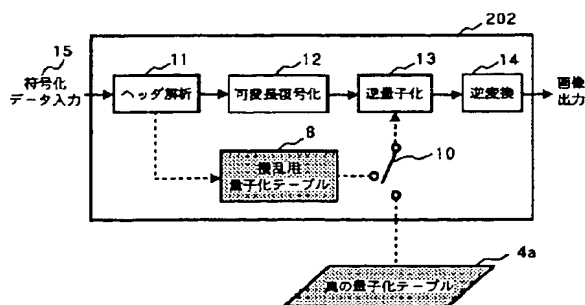 202
15
符号化
データ入力
11
ヘッダ解析
12
可変長復号化
13
逆量子化
14
逆変換
画像
出力
8
撹乱用
量子化テーブル
10
4a
真の量子化テーブル